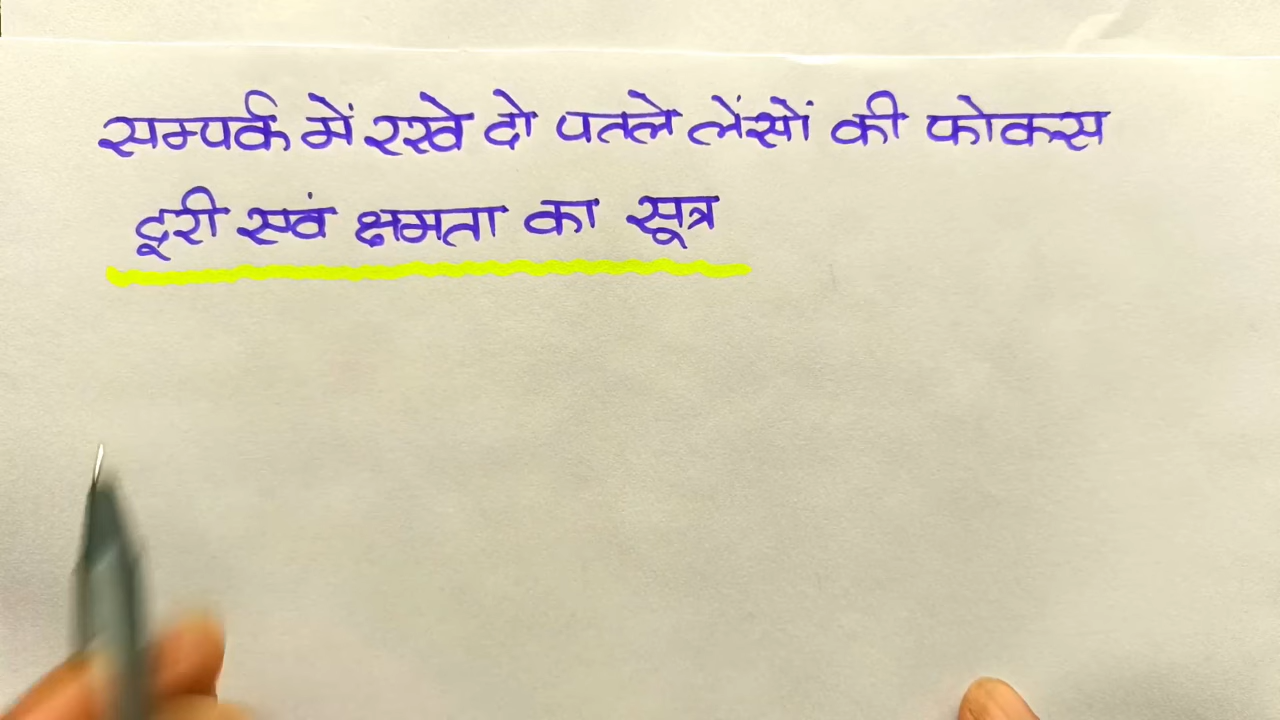 सम्पर्क में रखे दो पतले लेंसों की फोकस
दूरी एवं क्षमता का सूत्र